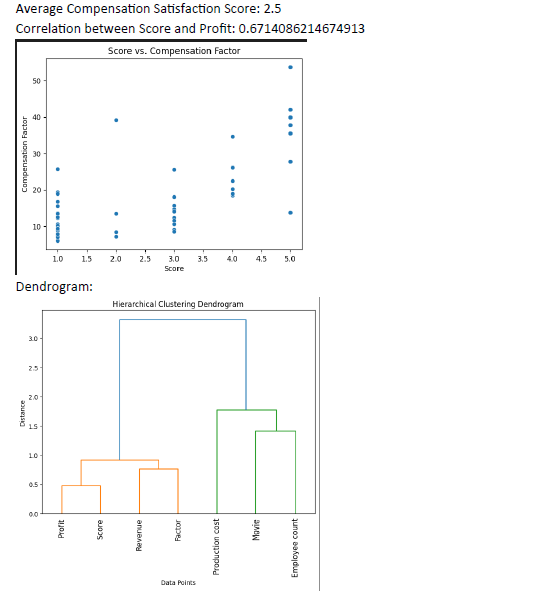 Average Compensation Satisfaction Score: 2.5
Correlation between Score and Profit: 0.6714086214674913
Score vs. Compensation Factor
Compensation Factor
50
40
30
20
10
1.0 1.5 2.0 2.5 3.0 3.5 4.0 4.5 5.0
Score
Dendrogram:
Hierarchical Clustering Dendrogram
Distance
3.0
2.5
2.0
1.5
1.0
0.5
0.0
Profit Score Revenue Factor Production cost Movie Employee count
Data Points